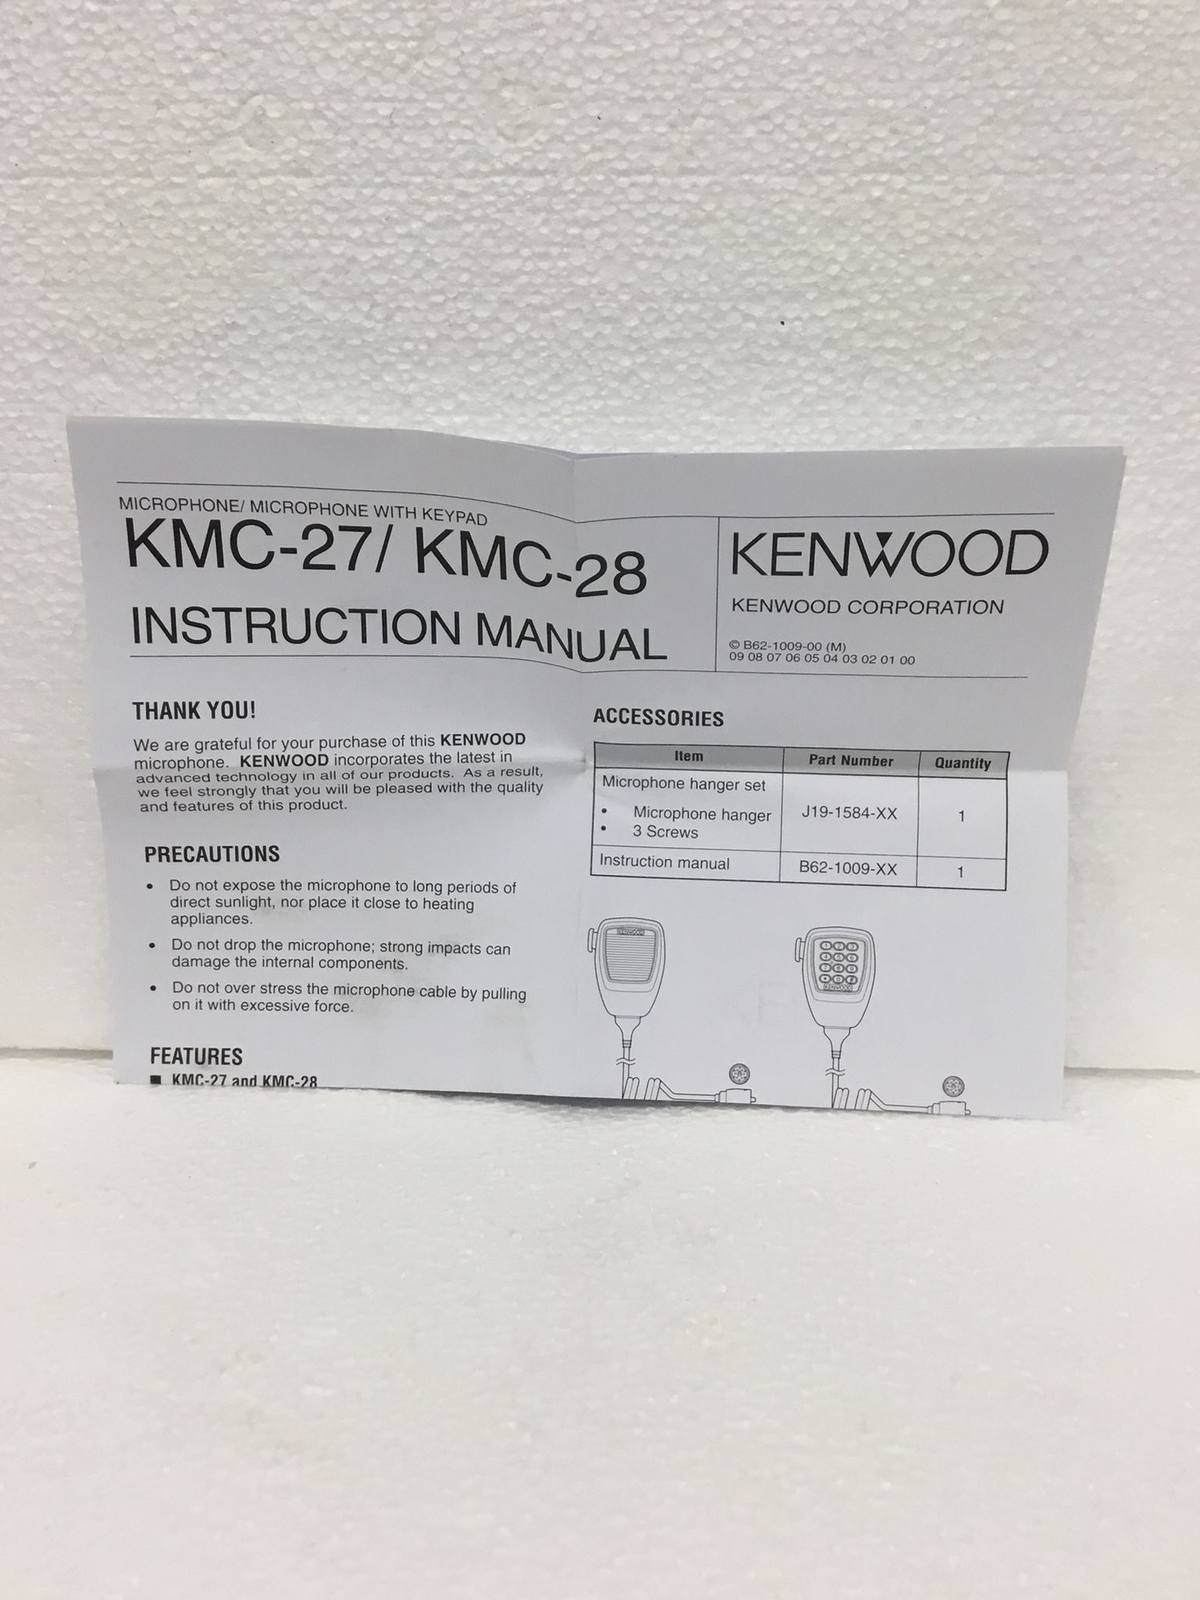 MICROPHONE/ MICROPHONE WITH KEYPAD
KMC-27/ KMC-28
INSTRUCTION MANUAL
KENWOOD
KENWOOD CORPORATION
© B62-1009-00 (M)
09 08 07 06 05 04 03 02 01 00
THANK YOU!
We are grateful for your purchase of this KENWOOD
microphone. KENWOOD incorporates the latest in
advanced technology in all of our products. As a result,
we feel strongly that you will be pleased with the quality
and features of this product.
PRECAUTIONS
• Do not expose the microphone to long periods of
direct sunlight, nor place it close to heating
appliances.
• Do not drop the microphone; strong impacts can
damage the internal components.
• Do not over stress the microphone cable by pulling
on it with excessive force.
FEATURES
■ KMC-27 and KMC-28
ACCESSORIES
Item Part Number Quantity
Microphone hanger set
• Microphone hanger J19-1584-XX 1
• 3 Screws
Instruction manual B62-1009-XX 1
KENWOOD
KENWOOD